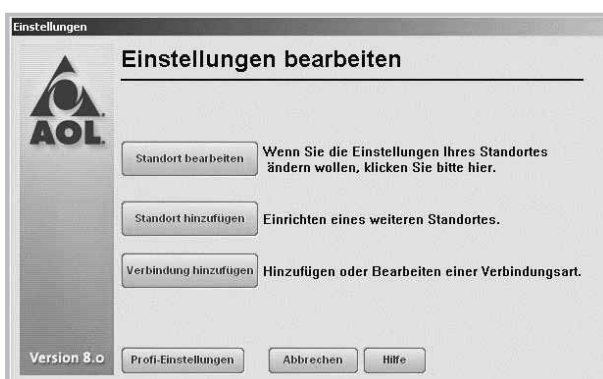 Einstellungen
Einstellungen bearbeiten
AOL.
Standort bearbeiten
Wenn Sie die Einstellungen Ihres Standortes
ändern wollen, klicken Sie bitte hier.
Standort hinzufügen
Einrichten eines weiteren Standortes.
Verbindung hinzufügen
Hinzufügen oder Bearbeiten einer Verbindungsart.
Version 8.0
Profi-Einstellungen
Abbrechen
Hilfe